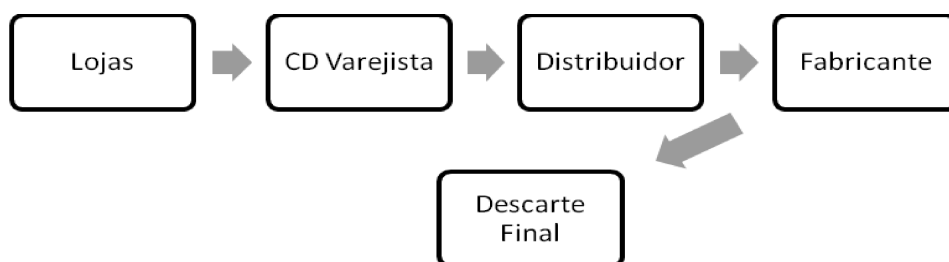 Lojas
CD Varejista
Distribuidor
Fabricante
Descarte
Final